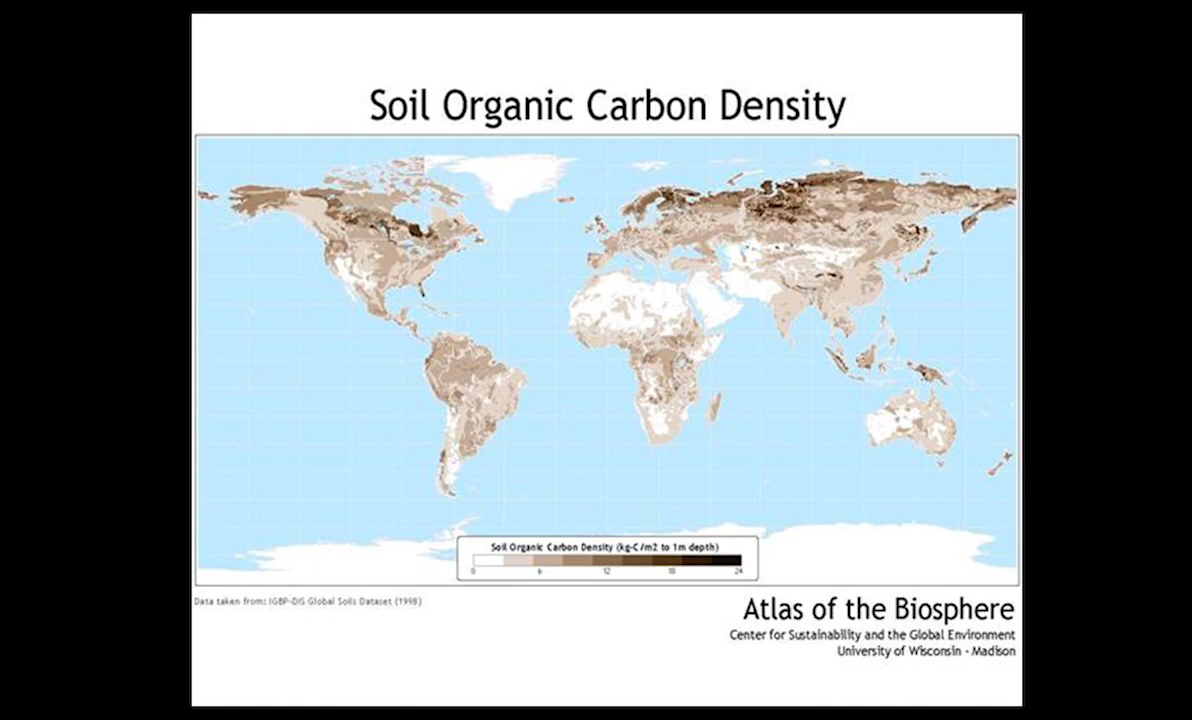 Soil Organic Carbon Density
Soil Organic Carbon Density (kg-C/m2 to 1m depth)
0 6 12 18 24
Data taken from: IGBP-DIS Global Soils Dataset (1998)
Atlas of the Biosphere
Center for Sustainability and the Global Environment
University of Wisconsin - Madison